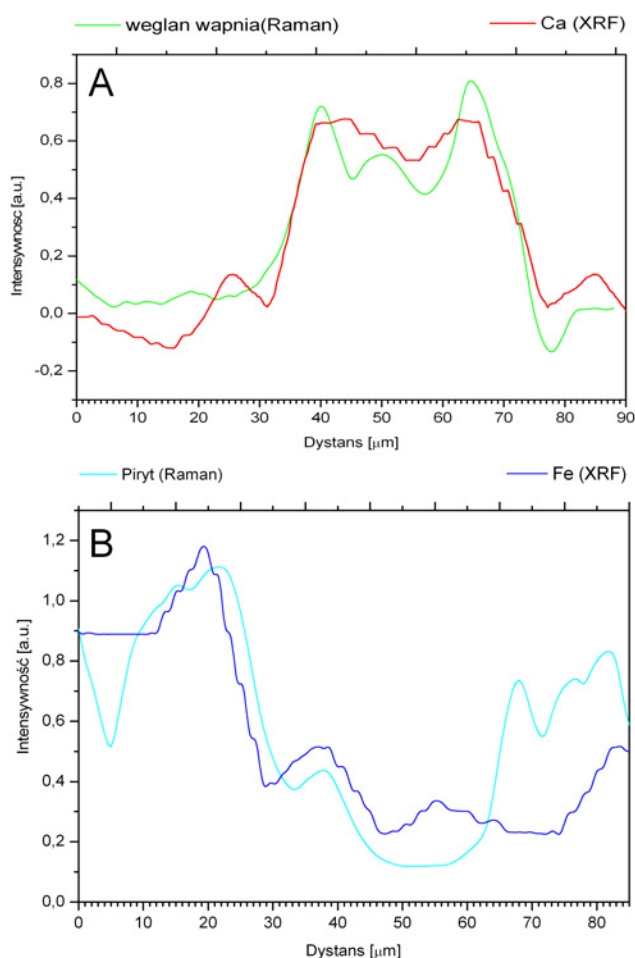 weglan wapnia(Raman) Ca (XRF)
A
0,8
0,6
0,4
0,2
0,0
-0,2
Intensywnosc [a.u.]
0 10 20 30 40 50 60 70 80 90
Dystans [μm]
Piryt (Raman) Fe (XRF)
B
1,2
1,0
0,8
0,6
0,4
0,2
0,0
Intensywność [a.u.]
0 10 20 30 40 50 60 70 80
Dystans [μm]